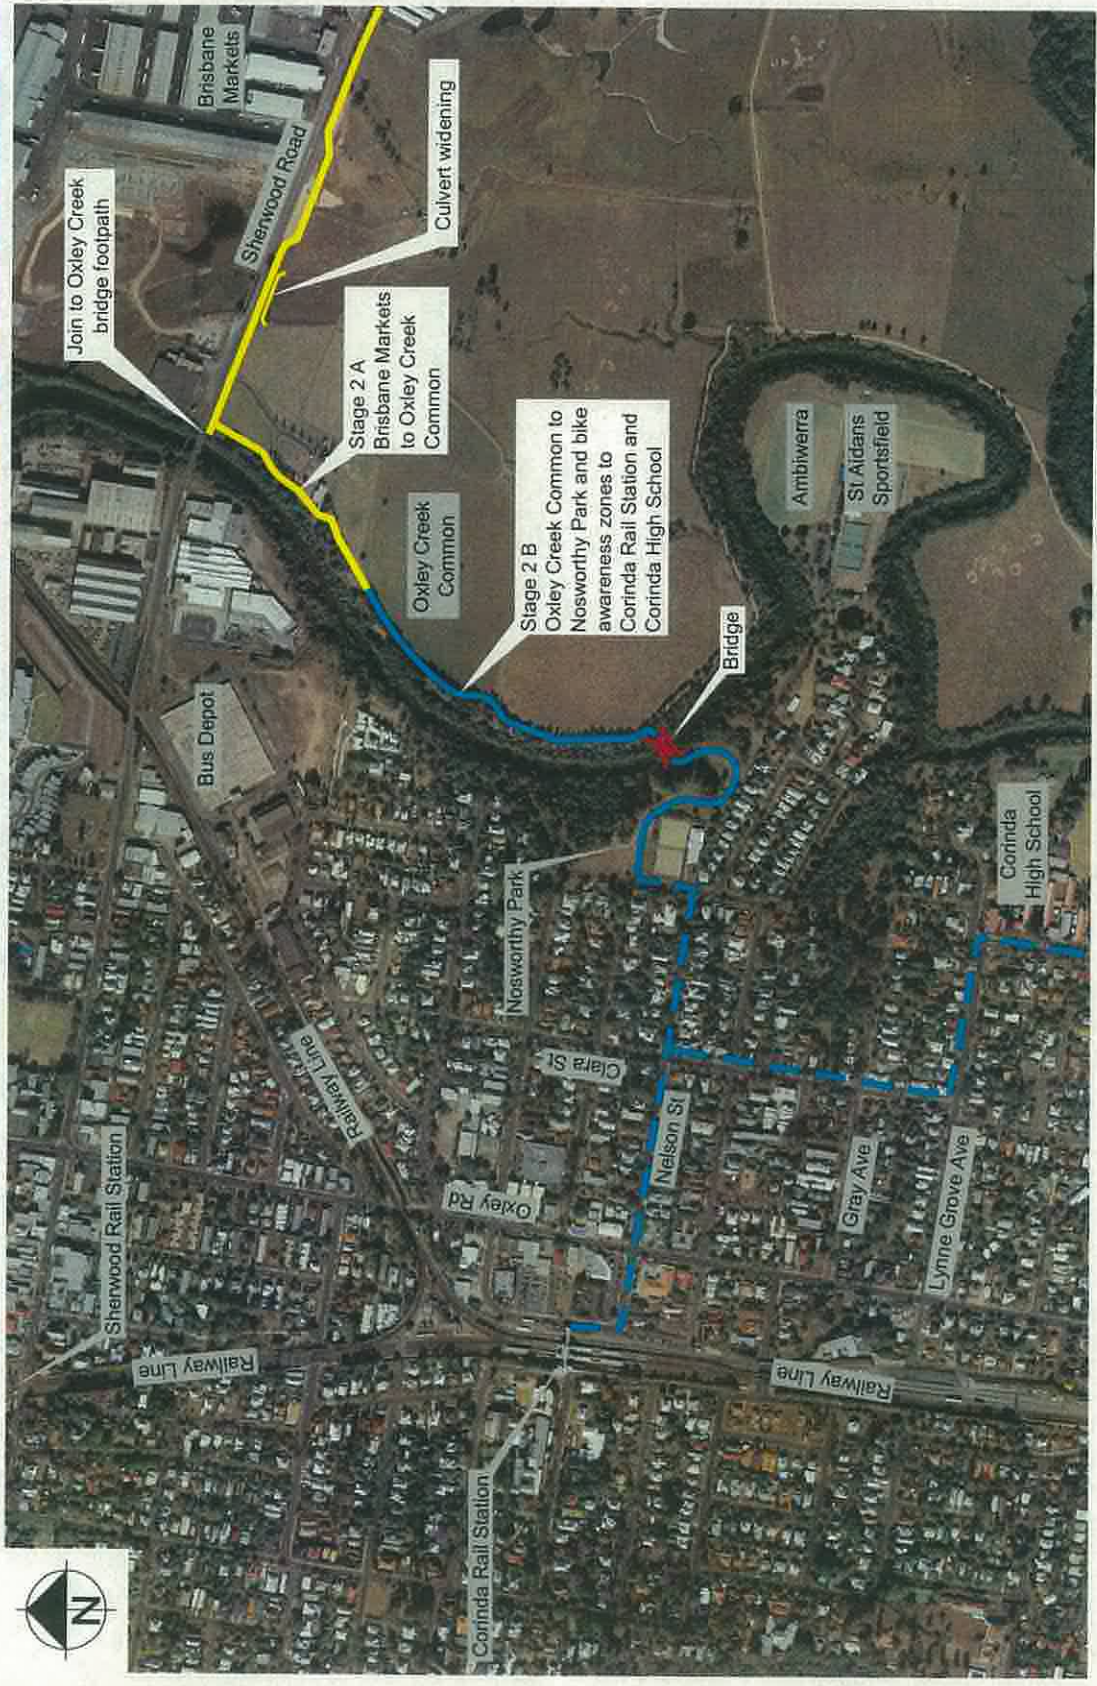 N
Sherwood Rail Station
Railway Line
Join to Oxley Creek
bridge footpath
Brisbane
Markets
Sherwood Road
Bus Depot
Railway Line
Stage 2 A
Brisbane Markets
to Oxley Creek
Common
Culvert widening
Oxley Creek
Common
Corinda Rail Station
Oxley Rd
Nosworthy Park
Clara St
Stage 2 B
Oxley Creek Common to
Nosworthy Park and bike
awareness zones to
Corinda Rail Station and
Corinda High School
Nelson St
Bridge
Railway Line
Gray Ave
Ambiwerra
St Aidans
Sportsfield
Lynne Grove Ave
Corinda
High School